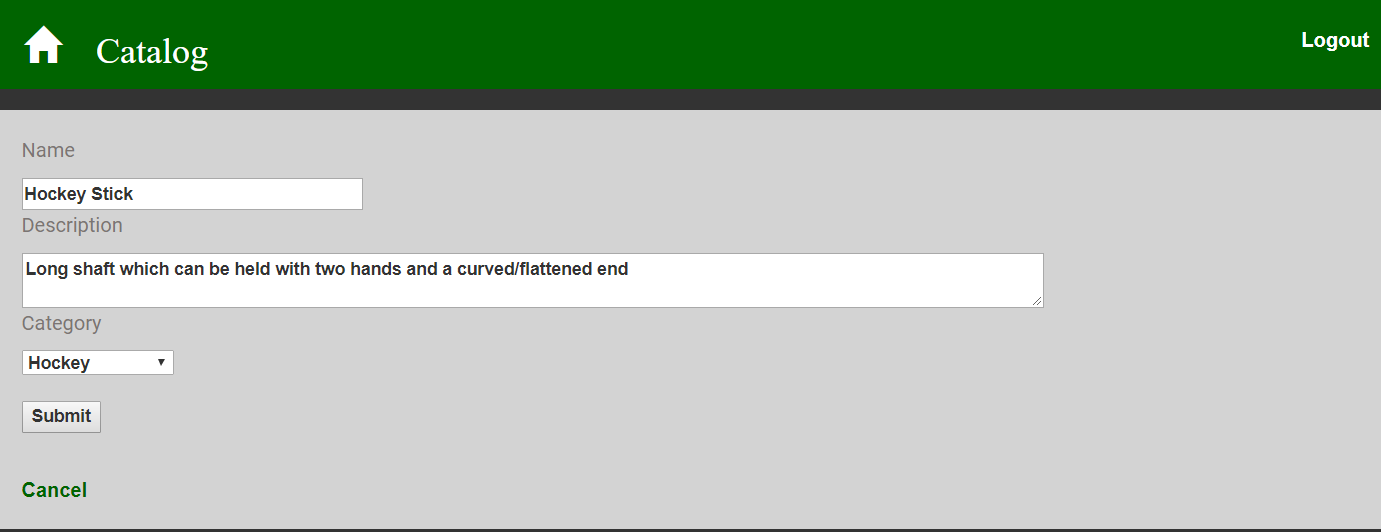 Catalog
Logout
Name
Hockey Stick
Description
Long shaft which can be held with two hands and a curved/flattened end
Category
Hockey
Submit
Cancel